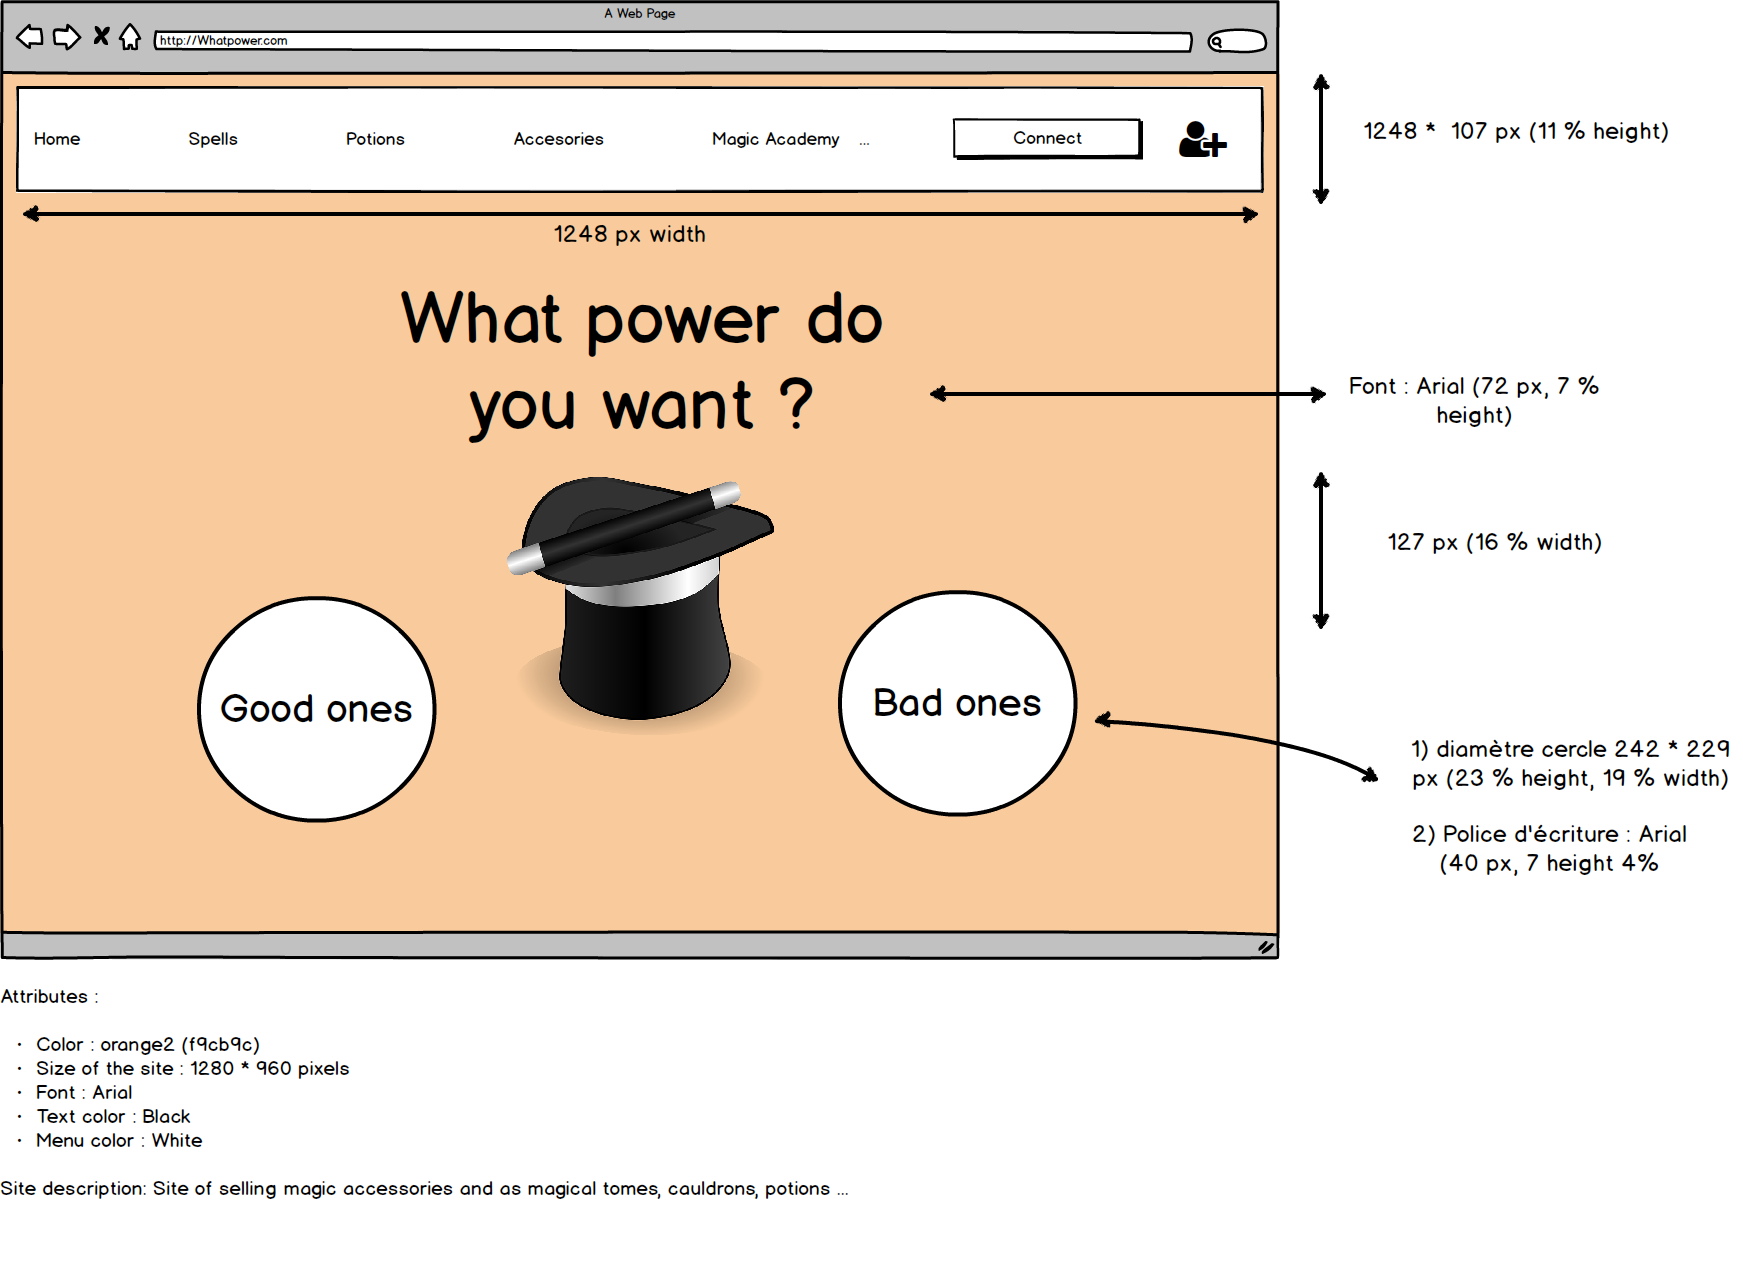 A Web Page
http://Whatpower.com
Home Spells Potions Accesories Magic Academy ... Connect
1248 * 107 px (11 % height)
1248 px width
What power do
you want ?
Font : Arial (72 px, 7 %
height)
127 px (16 % width)
Good ones
Bad ones
1) diamètre cercle 242 * 229
px (23 % height, 19 % width)
2) Police d'écriture : Arial
(40 px, 7 height 4%
Attributes :
• Color : orange2 (f9cb9c)
• Size of the site : 1280 * 960 pixels
• Font : Arial
• Text color : Black
• Menu color : White
Site description: Site of selling magic accessories and as magical tomes, cauldrons, potions ...